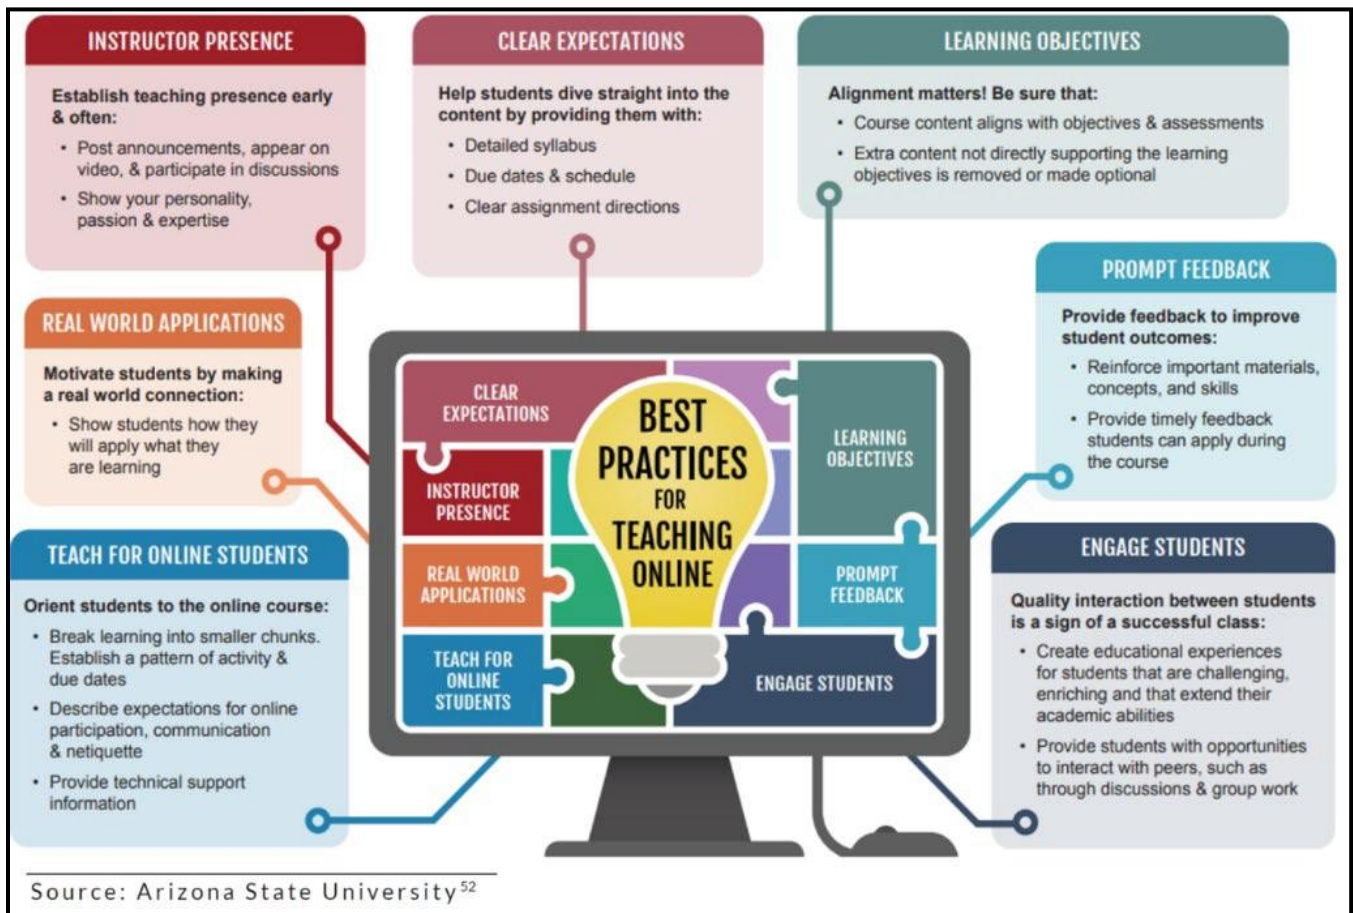 INSTRUCTOR PRESENCE
Establish teaching presence early
& often:
• Post announcements, appear on
video, & participate in discussions
• Show your personality,
passion & expertise
CLEAR EXPECTATIONS
Help students dive straight into the
content by providing them with:
• Detailed syllabus
• Due dates & schedule
• Clear assignment directions
LEARNING OBJECTIVES
Alignment matters! Be sure that:
• Course content aligns with objectives & assessments
• Extra content not directly supporting the learning
objectives is removed or made optional
REAL WORLD APPLICATIONS
Motivate students by making
a real world connection:
• Show students how they
will apply what they
are learning
PROMPT FEEDBACK
Provide feedback to improve
student outcomes:
• Reinforce important materials,
concepts, and skills
• Provide timely feedback
students can apply during
the course
TEACH FOR ONLINE STUDENTS
Orient students to the online course:
• Break learning into smaller chunks.
Establish a pattern of activity &
due dates
• Describe expectations for online
participation, communication
& netiquette
• Provide technical support
information
ENGAGE STUDENTS
Quality interaction between students
is a sign of a successful class:
• Create educational experiences
for students that are challenging,
enriching and that extend their
academic abilities
• Provide students with opportunities
to interact with peers, such as
through discussions & group work
CLEAR
EXPECTATIONS
INSTRUCTOR
PRESENCE
REAL WORLD
APPLICATIONS
TEACH FOR
ONLINE
STUDENTS
BEST
PRACTICES
FOR
TEACHING
ONLINE
LEARNING
OBJECTIVES
PROMPT
FEEDBACK
ENGAGE STUDENTS
Source: Arizona State University52